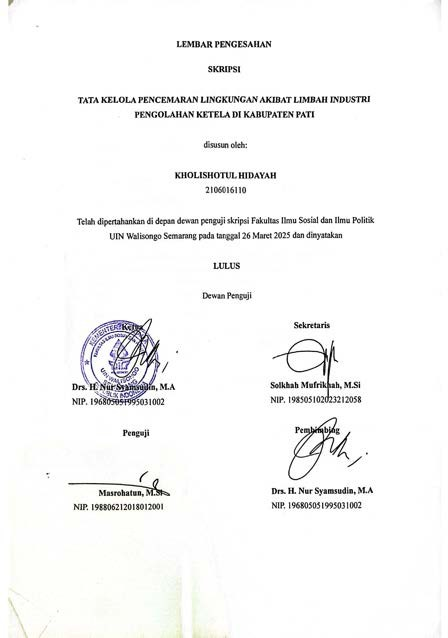 LEMBAR PENGESAHAN
SKRIPSI
TATA KELOLA PENCEMARAN LINGKUNGAN AKIBAT LIMBAH INDUSTRI
PENGOLAHAN KETELA DI KABUPATEN PATI
disusun oleh:
KHOLISHOTUL HIDAYAH
2106016110
Telah dipertahankan di depan dewan penguji skripsi Fakultas Ilmu Sosial dan Ilmu Politik
UIN Walisongo Semarang pada tanggal 26 Maret 2025 dan dinyatakan
LULUS
Dewan Penguji
Ketua
Drs. H. Nur Syamsudin, M.A
NIP. 196805051995031002
Sekretaris
Solkhah Mufrikhah, M.Si
NIP. 198505102023212058
Penguji
Masrohatun, M.Si
NIP. 198806212018012001
Pembimbing
Drs. H. Nur Syamsudin, M.A
NIP. 196805051995031002